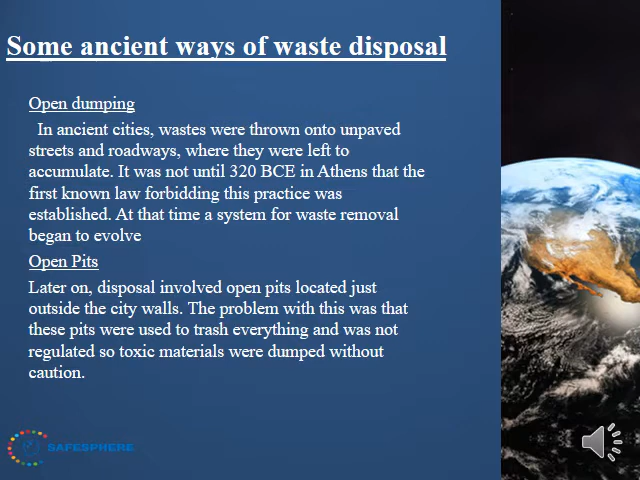 Some ancient ways of waste disposal
Open dumping
In ancient cities, wastes were thrown onto unpaved
streets and roadways, where they were left to
accumulate. It was not until 320 BCE in Athens that the
first known law forbidding this practice was
established. At that time a system for waste removal
began to evolve
Open Pits
Later on, disposal involved open pits located just
outside the city walls. The problem with this was that
these pits were used to trash everything and was not
regulated so toxic materials were dumped without
caution.
SAFESPHERE